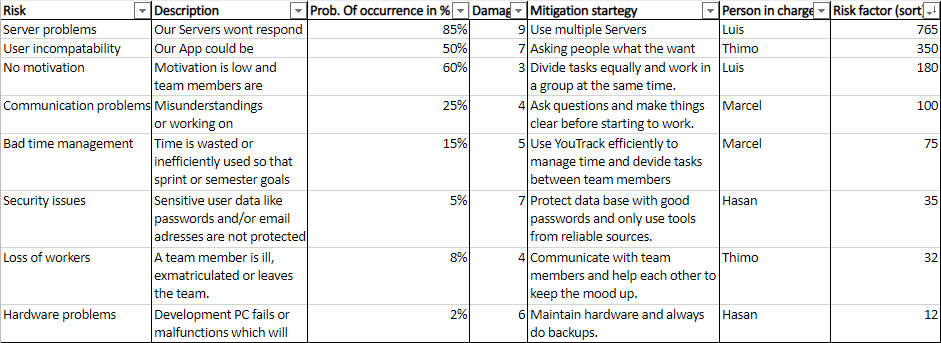 Risk Description Prob. Of occurrence in % Damag Mitigation startegy Person in charge Risk factor (sort)
Server problems Our Servers wont respond 85% 9 Use multiple Servers Luis 765
User incompatability Our App could be 50% 7 Asking people what the want Thimo 350
No motivation Motivation is low and 60% 3 Divide tasks equally and work in Luis 180
team members are a group at the same time.
Communication problems Misunderstandings 25% 4 Ask questions and make things Marcel 100
or working on clear before starting to work.
Bad time management Time is wasted or 15% 5 Use YouTrack efficiently to Marcel 75
inefficiently used so that manage time and devide tasks
sprint or semester goals between team members
Security issues Sensitive user data like 5% 7 Protect data base with good Hasan 35
passwords and/or email passwords and only use tools
adresses are not protected from reliable sources.
Loss of workers A team member is ill, 8% 4 Communicate with team Thimo 32
exmatriculated or leaves members and help each other to
the team. keep the mood up.
Hardware problems Development PC fails or 2% 6 Maintain hardware and always Hasan 12
malfunctions which will do backups.